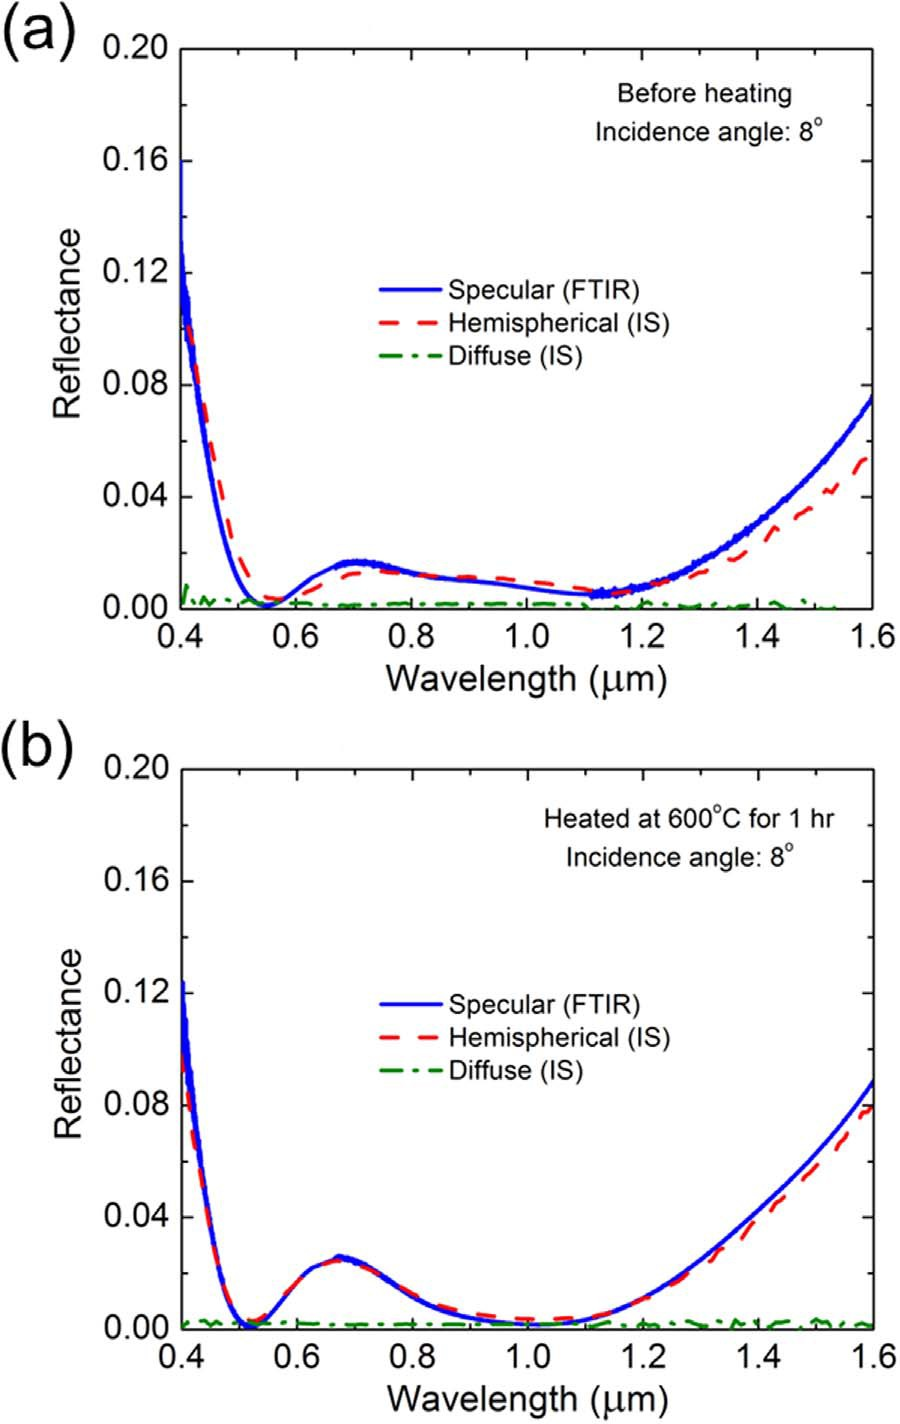 (a)
0.20
0.16
0.12
0.08
0.04
0.00
Reflectance
Before heating
Incidence angle: 8°
Specular (FTIR)
Hemispherical (IS)
Diffuse (IS)
0.4 0.6 0.8 1.0 1.2 1.4 1.6
Wavelength (μm)
(b)
0.20
0.16
0.12
0.08
0.04
0.00
Reflectance
Heated at 600°C for 1 hr
Incidence angle: 8°
Specular (FTIR)
Hemispherical (IS)
Diffuse (IS)
0.4 0.6 0.8 1.0 1.2 1.4 1.6
Wavelength (μm)